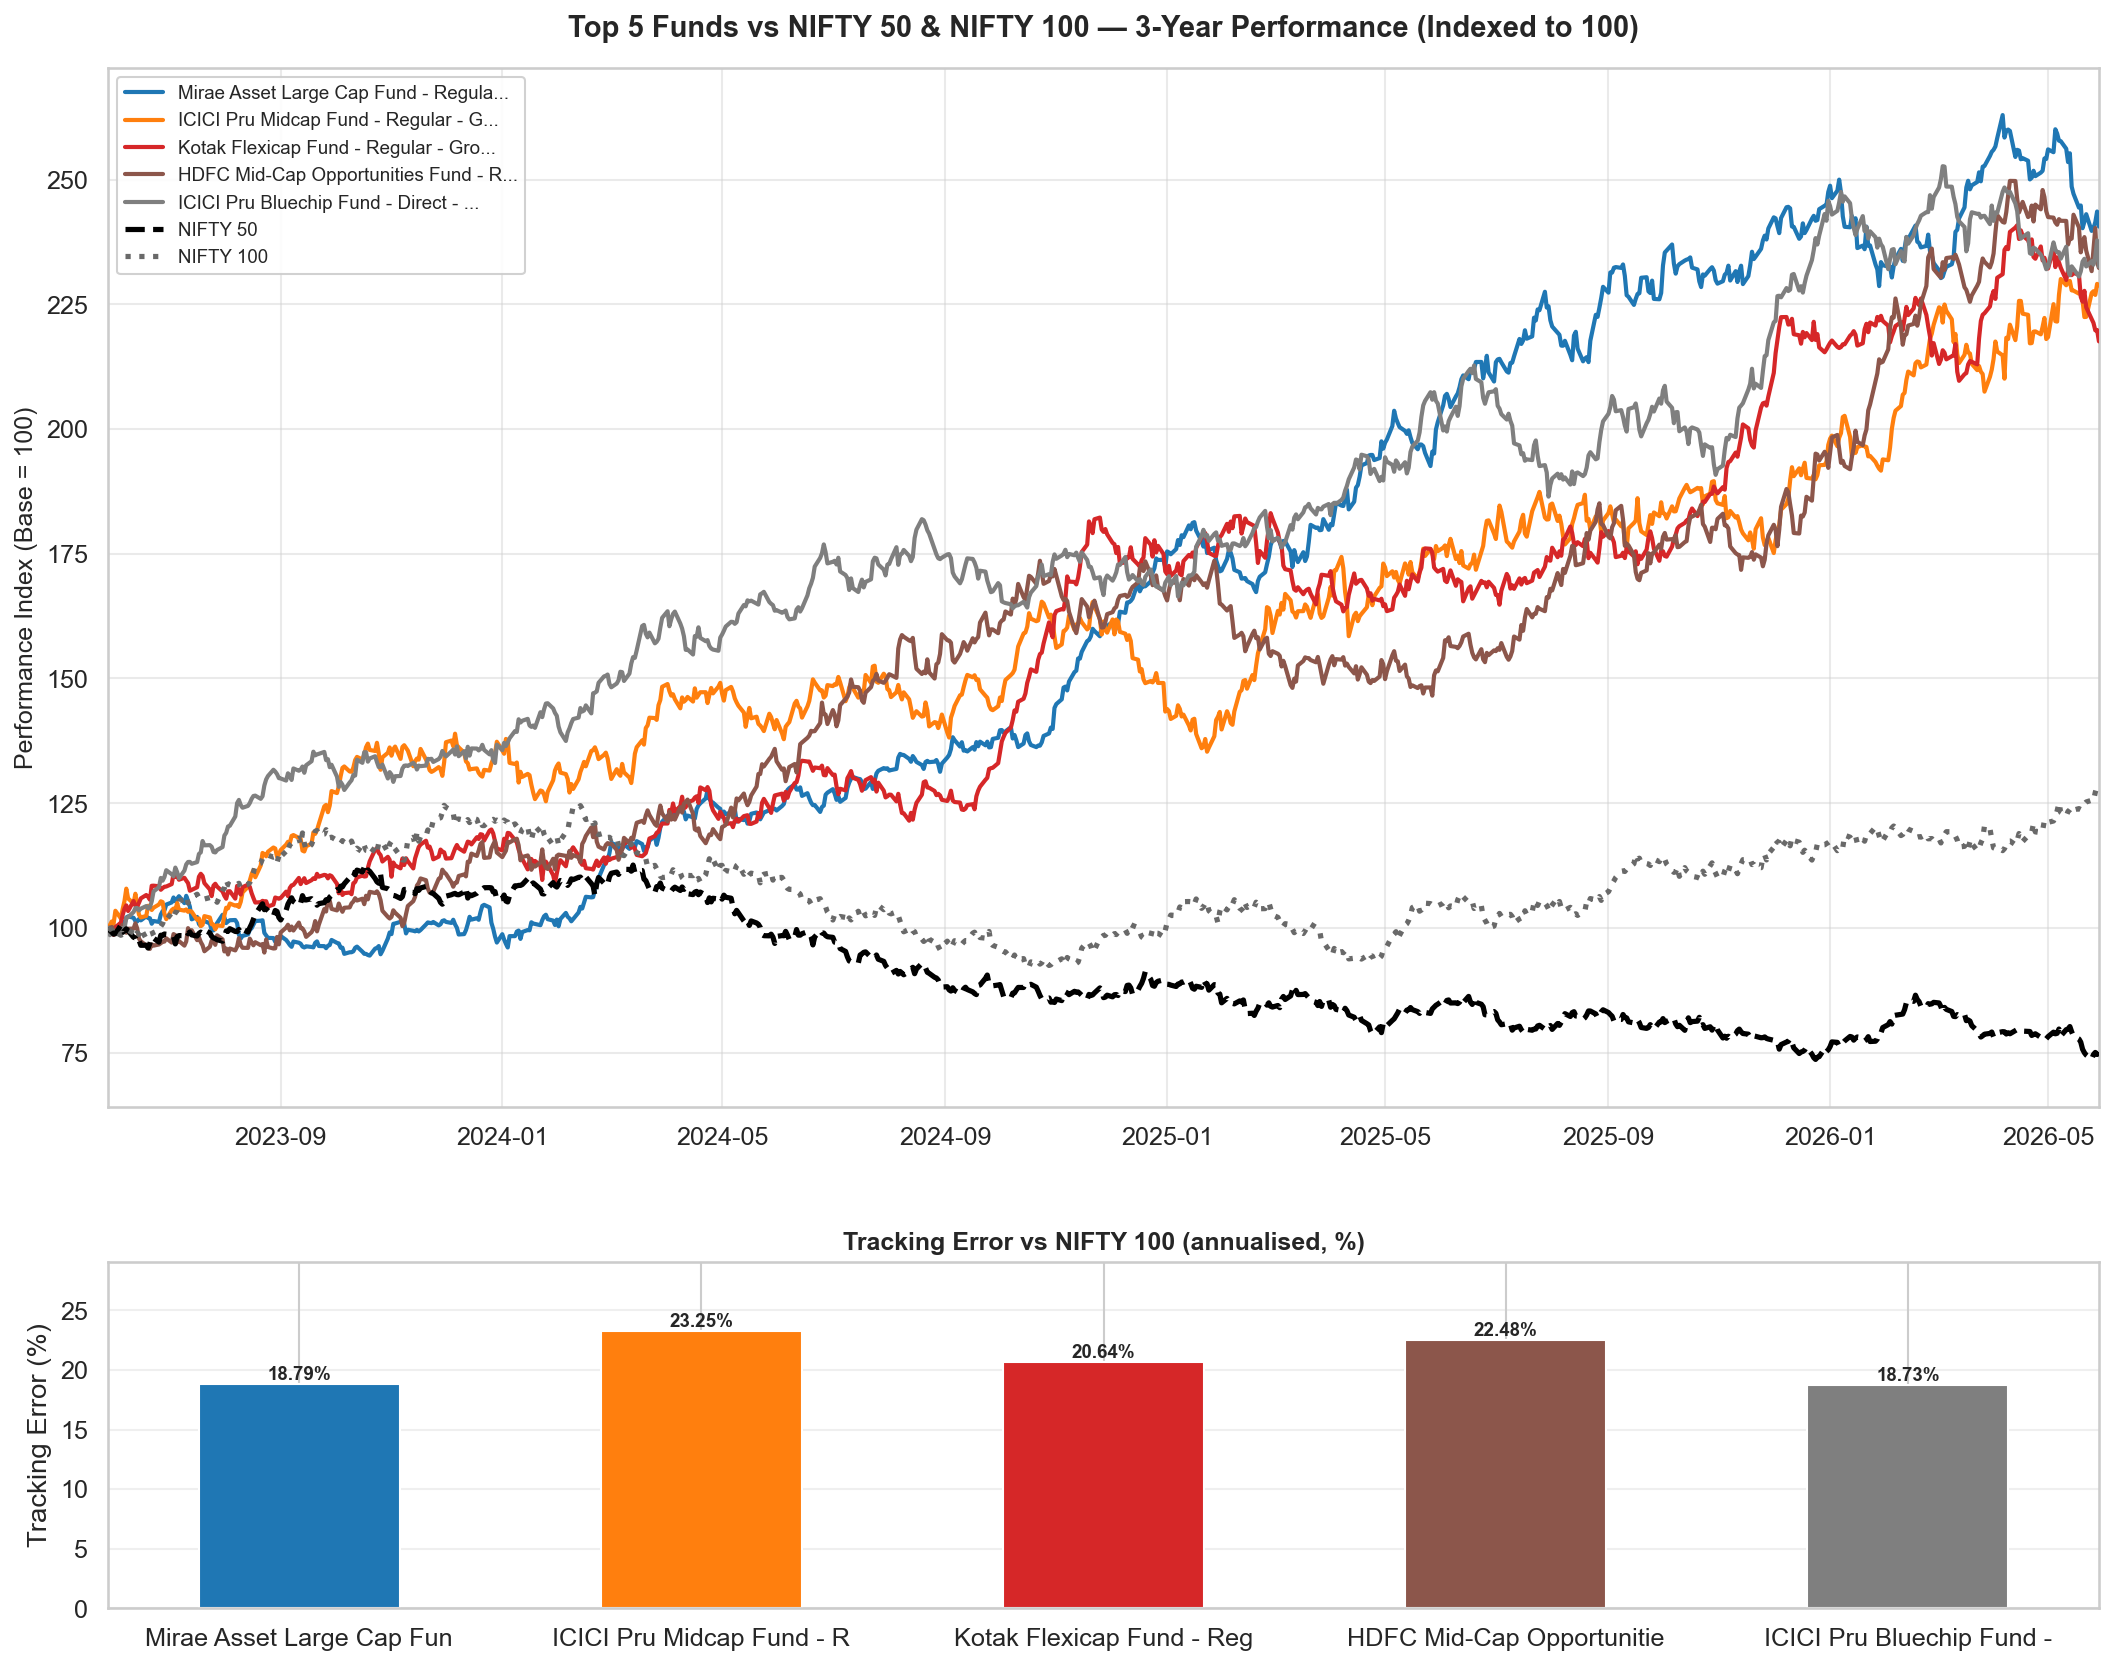 Top 5 Funds vs NIFTY 50 & NIFTY 100 — 3-Year Performance (Indexed to 100)
Mirae Asset Large Cap Fund - Regula...
ICICI Pru Midcap Fund - Regular - G...
Kotak Flexicap Fund - Regular - Gro...
HDFC Mid-Cap Opportunities Fund - R...
ICICI Pru Bluechip Fund - Direct - ...
NIFTY 50
NIFTY 100
Performance Index (Base = 100)
250
225
200
175
150
125
100
75
2023-09 2024-01 2024-05 2024-09 2025-01 2025-05 2025-09 2026-01 2026-05
Tracking Error vs NIFTY 100 (annualised, %)
Tracking Error (%)
25
20
15
10
5
0
18.79% 23.25% 20.64% 22.48% 18.73%
Mirae Asset Large Cap Fun ICICI Pru Midcap Fund - R Kotak Flexicap Fund - Reg HDFC Mid-Cap Opportunitie ICICI Pru Bluechip Fund -